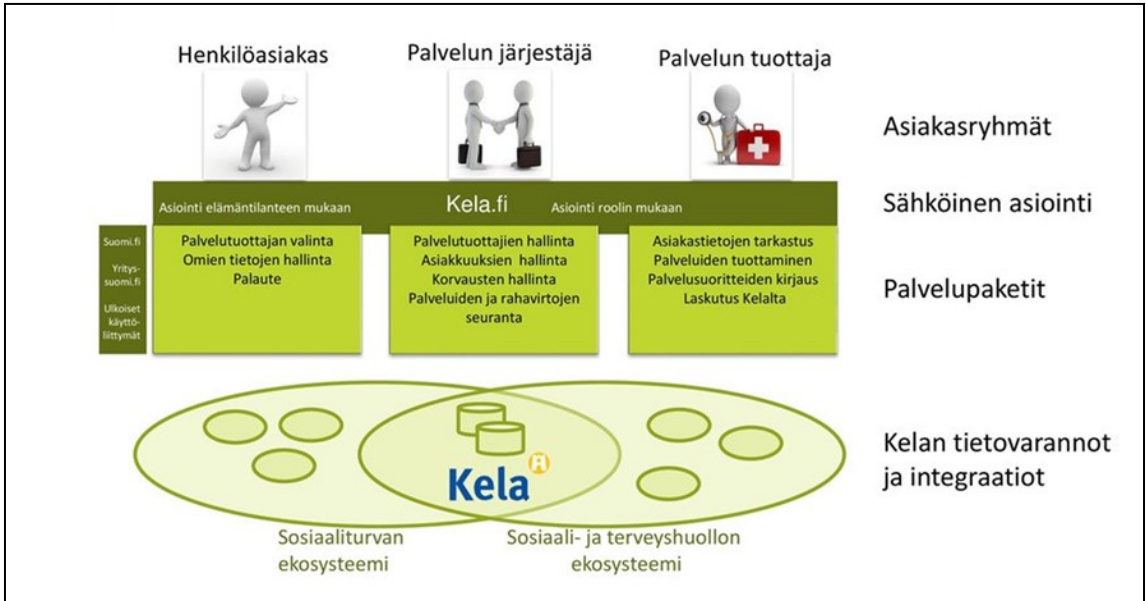 Henkilöasiakas
Palvelun järjestäjä
Palvelun tuottaja
Asiakasryhmät
Asiointi elämäntilanteen mukaan
Kela.fi
Asiointi roolin mukaan
Sähköinen asiointi
Suomi.fi
Yritys-
suomi.fi
Ulkoiset
käyttö-
liittymät
Palvelutuottajan valinta
Omien tietojen hallinta
Palaute
Palvelutuottajien hallinta
Asiakkuuksien hallinta
Korvausten hallinta
Palveluiden ja rahavirtojen
seuranta
Asiakastietojen tarkastus
Palveluiden tuottaminen
Palvelusuoritteiden kirjaus
Laskutus Kelalta
Palvelupaketit
Kela
Kelan tietovarannot
ja integraatiot
Sosiaaliturvan
ekosysteemi
Sosiaali- ja terveyshuollon
ekosysteemi